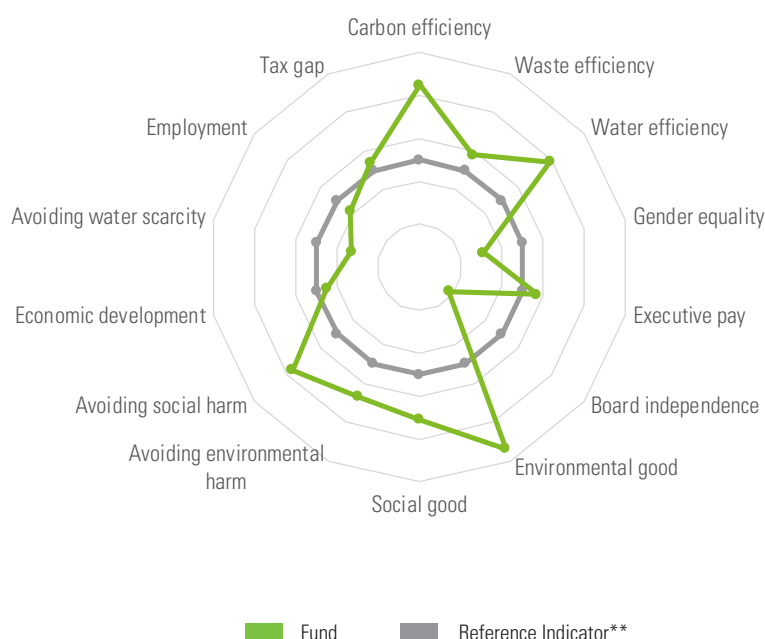 Carbon efficiency
Tax gap
Waste efficiency
Employment
Water efficiency
Avoiding water scarcity
Gender equality
Economic development
Executive pay
Avoiding social harm
Board independence
Avoiding environmental
harm
Environmental good
Social good
Fund
Reference Indicator**